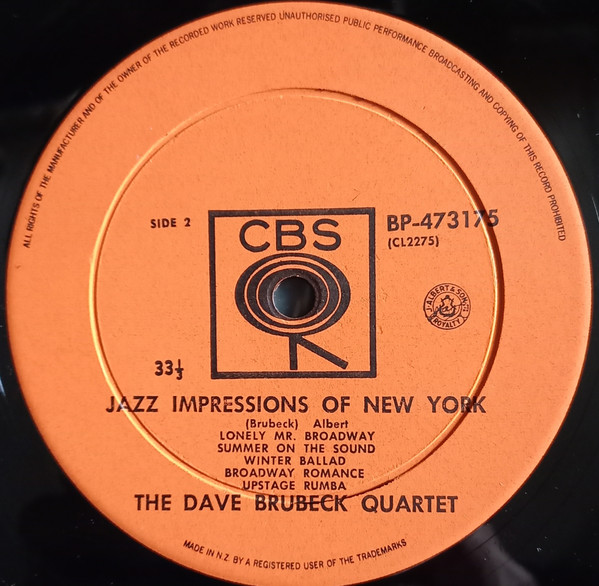 ALL RIGHTS OF THE MANUFACTURER AND OF THE OWNER OF THE RECORDED WORK RESERVED UNAUTHORISED PUBLIC PERFORMANCE BROADCASTING AND COPYING OF THIS RECORD PROHIBITED
SIDE 2
CBS
BP-473175
(CL2275)
J. ALBERT & SON
ROYALTY
33⅓
JAZZ IMPRESSIONS OF NEW YORK
(Brubeck) Albert
LONELY MR. BROADWAY
SUMMER ON THE SOUND
WINTER BALLAD
BROADWAY ROMANCE
UPSTAGE RUMBA
THE DAVE BRUBECK QUARTET
MADE IN N.Z. BY A REGISTERED USER OF THE TRADEMARKS